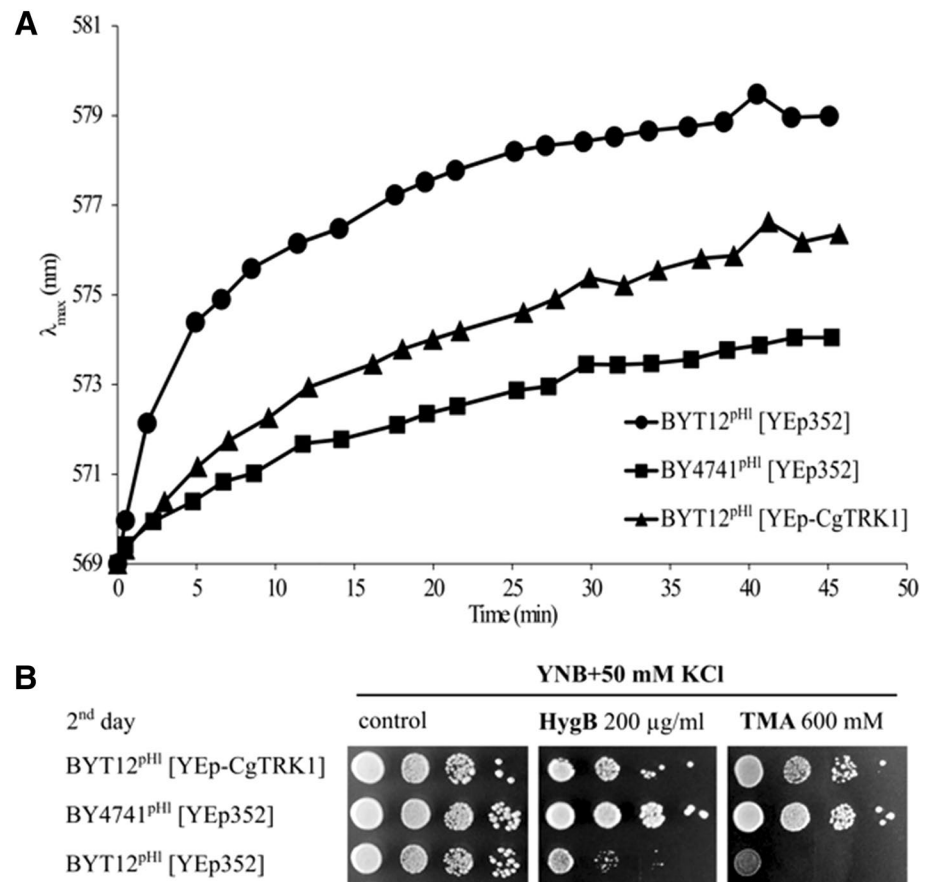 A
581
579
577
575
573
571
569
λmax (nm)
0 5 10 15 20 25 30 35 40 45 50
Time (min)
BYT12pHl [YEp352]
BY4741pHl [YEp352]
BYT12pHl [YEp-CgTRK1]
B
YNB+50 mM KCl
2nd day control HygB 200 µg/ml TMA 600 mM
BYT12pHl [YEp-CgTRK1]
BY4741pHl [YEp352]
BYT12pHl [YEp352]